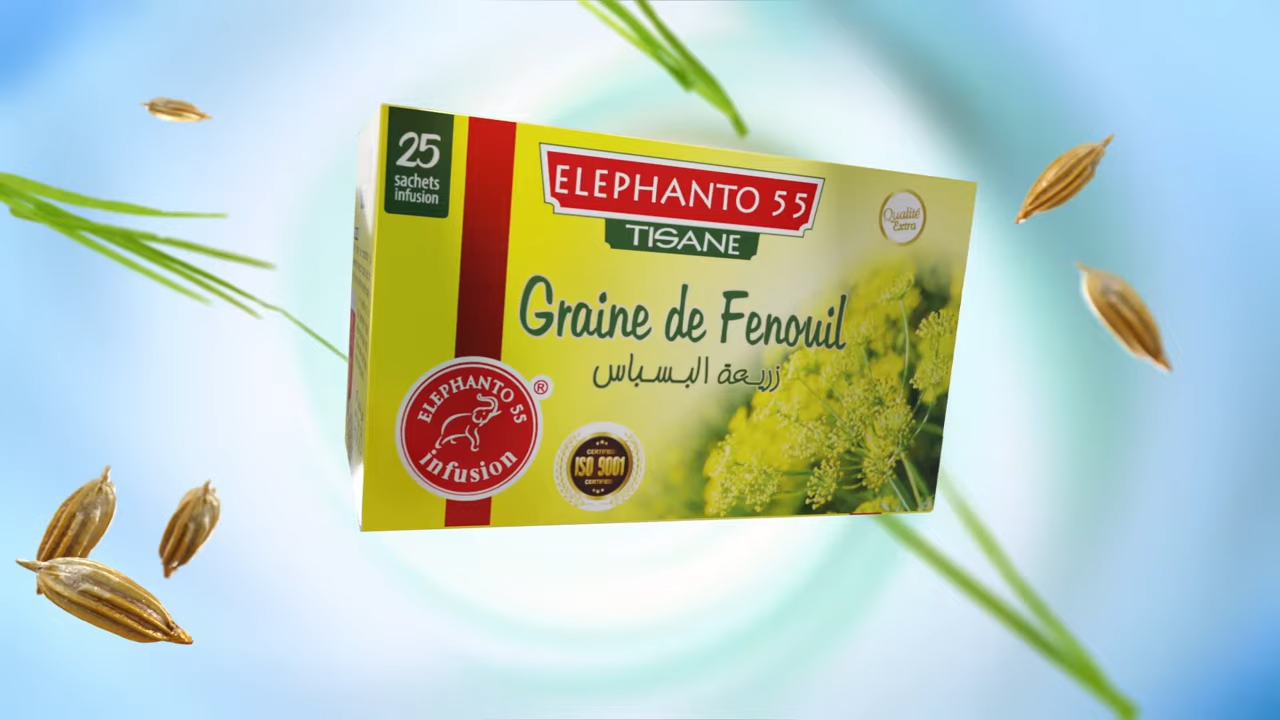 25
sachets
infusion
ELEPHANTO 55
TISANE
Qualité
Extra
Graine de Fenouil
زريعة البسباس
ELEPHANTO 55
infusion
®
CERTIFIED
ISO 9001
CERTIFIED